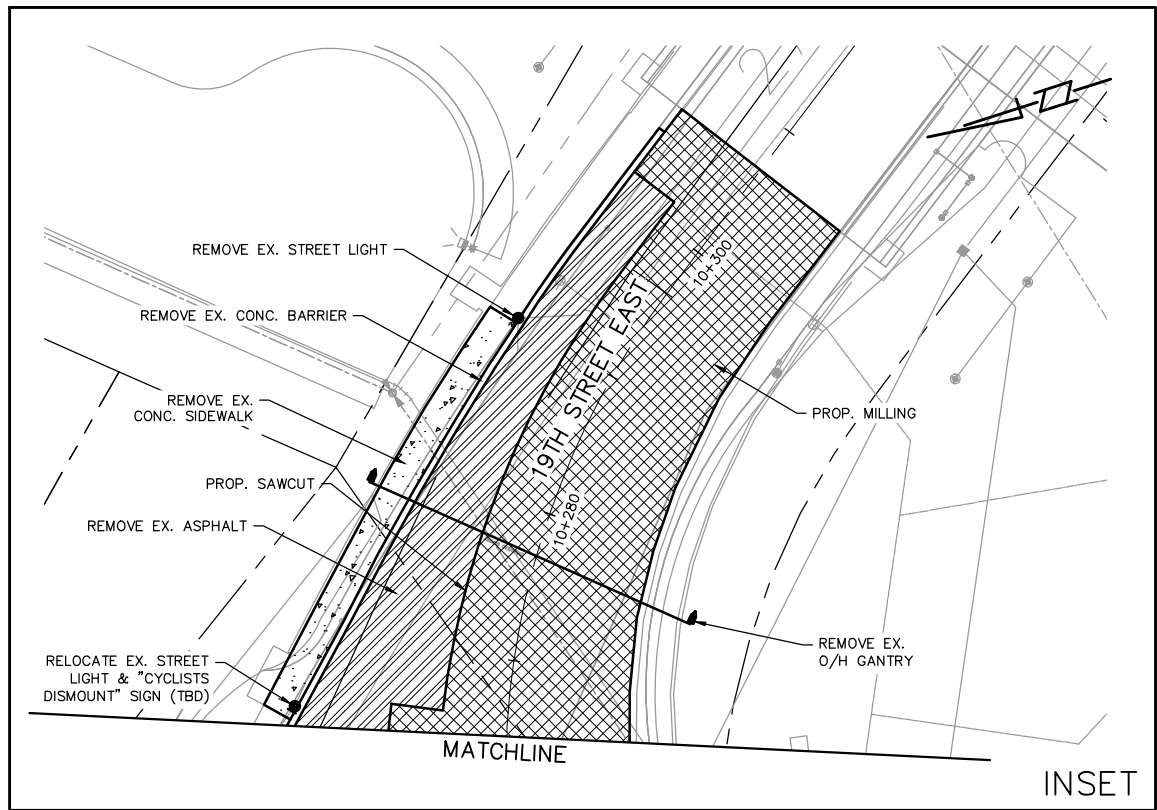 REMOVE EX. STREET LIGHT
REMOVE EX. CONC. BARRIER
REMOVE EX.
CONC. SIDEWALK
PROP. SAWCUT
REMOVE EX. ASPHALT
RELOCATE EX. STREET
LIGHT & "CYCLISTS
DISMOUNT" SIGN (TBD)
19TH STREET EAST
10+300
10+280
PROP. MILLING
REMOVE EX.
O/H GANTRY
N
MATCHLINE
INSET